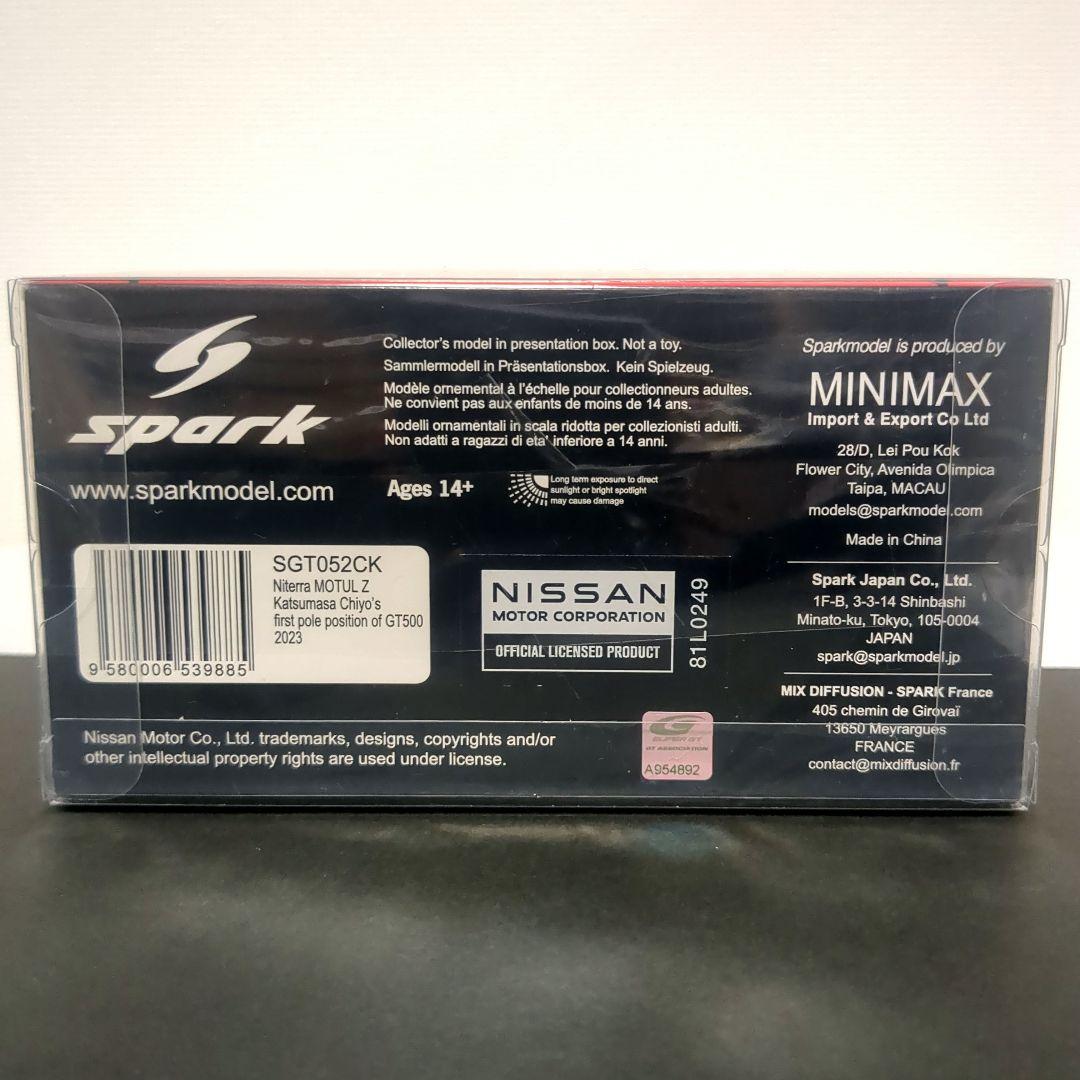 spark
www.sparkmodel.com
Collector's model in presentation box. Not a toy.
Sammlermodell in Präsentationsbox. Kein Spielzeug.
Modèle ornemental à l'échelle pour collectionneurs adultes.
Ne convient pas aux enfants de moins de 14 ans.
Modelli ornamentali in scala ridotta per collezionisti adulti.
Non adatti a ragazzi di eta' inferiore a 14 anni.
Ages 14+
Long term exposure to direct
sunlight or bright spotlight
may cause damage
Sparkmodel is produced by
MINIMAX
Import & Export Co Ltd
28/D, Lei Pou Kok
Flower City, Avenida Olimpica
Taipa, MACAU
models@sparkmodel.com
Made in China
Spark Japan Co., Ltd.
1F-B, 3-3-14 Shinbashi
Minato-ku, Tokyo, 105-0004
JAPAN
spark@sparkmodel.jp
MIX DIFFUSION - SPARK France
405 chemin de Girovaï
13650 Meyrargues
FRANCE
contact@mixdiffusion.fr
SGT052CK
Niterra MOTUL Z
Katsumasa Chiyo's
first pole position of GT500
2023
9 580006 539885
NISSAN
MOTOR CORPORATION
OFFICIAL LICENSED PRODUCT
81L0249
Nissan Motor Co., Ltd. trademarks, designs, copyrights and/or
other intellectual property rights are used under license.
SUPER GT
GT ASSOCIATION
A954892